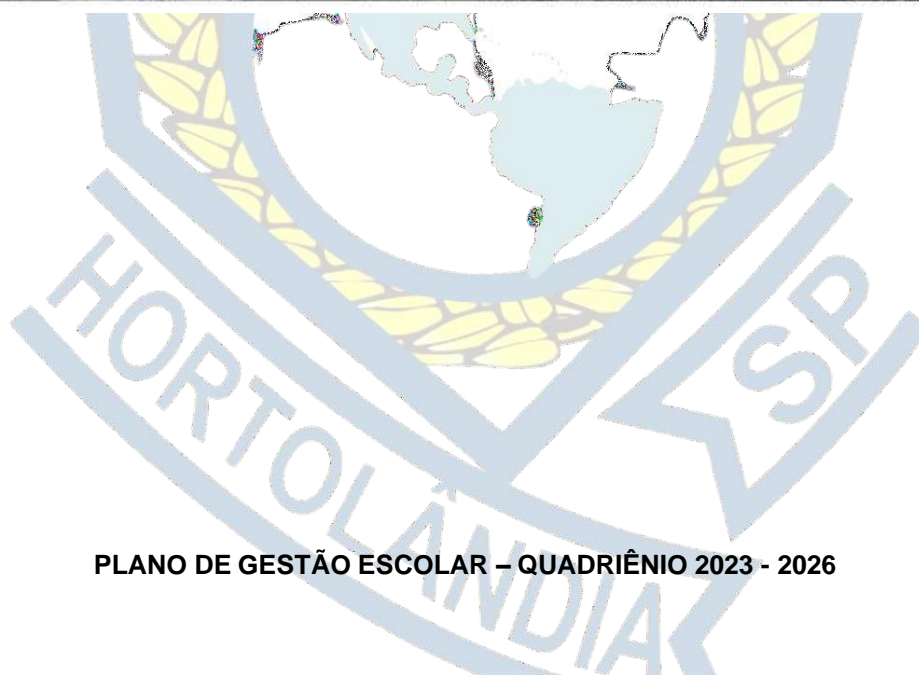 HORTOLÂNDIA SP
PLANO DE GESTÃO ESCOLAR – QUADRIÊNIO 2023 - 2026